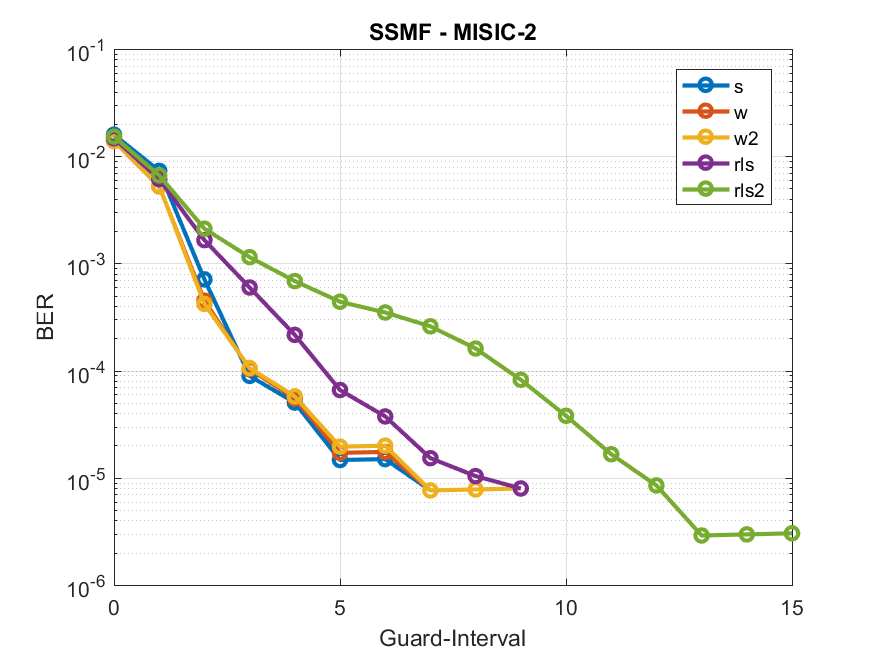 SSMF - MISIC-2
10-1
10-2
10-3
10-4
10-5
10-6
BER
s
w
w2
rls
rls2
0
5
10
15
Guard-Interval